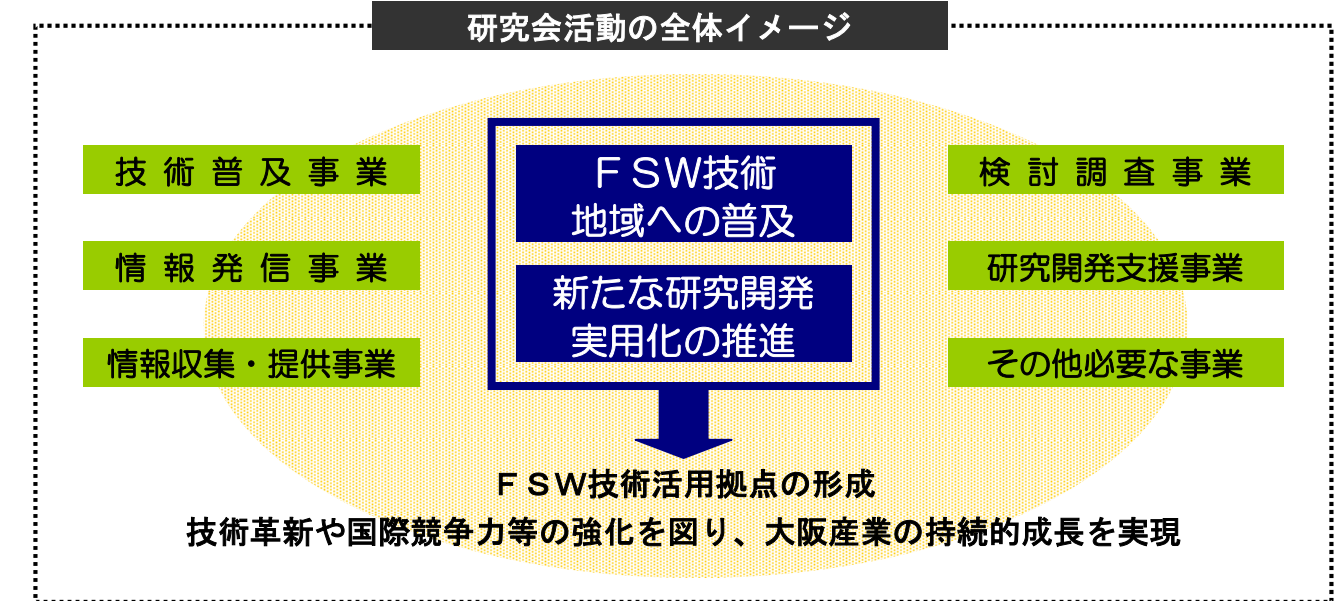 研究会活動の全体イメージ
技術普及事業
情報発信事業
情報収集・提供事業
ＦＳＷ技術
地域への普及
新たな研究開発
実用化の推進
検討調査事業
研究開発支援事業
その他必要な事業
ＦＳＷ技術活用拠点の形成
技術革新や国際競争力等の強化を図り、大阪産業の持続的成長を実現